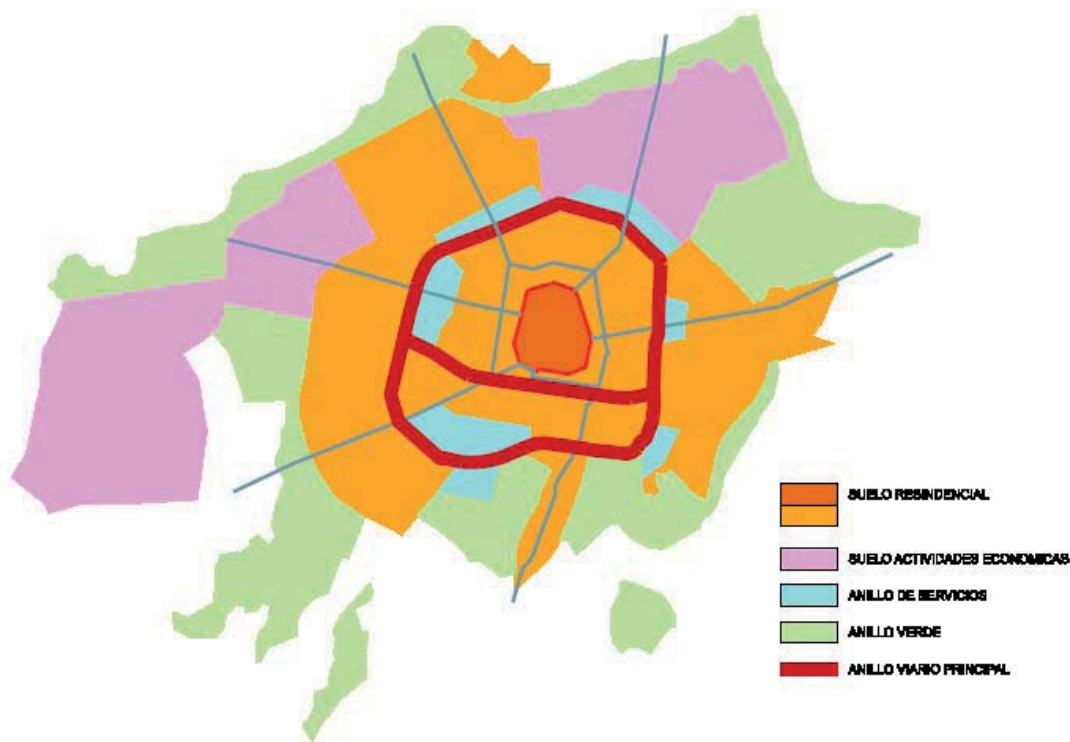 SUELO RESINDENCIAL
SUELO ACTIVIDADES ECONOMICAS
ANILLO DE SERVICIOS
ANILLO VERDE
ANILLO VIARIO PRINCIPAL